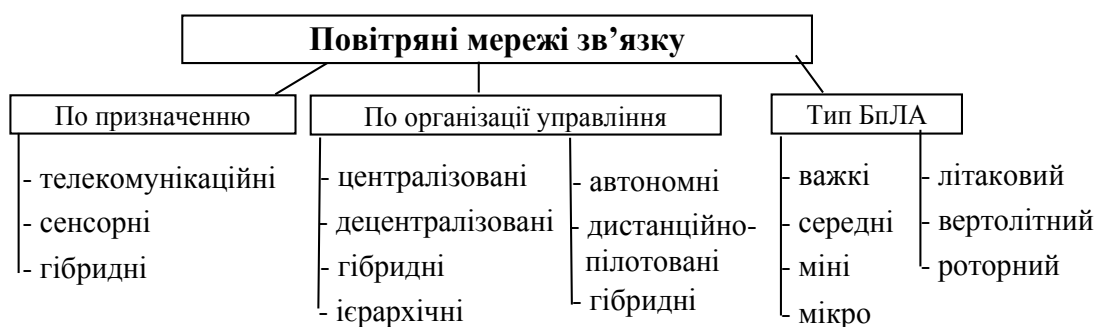 Повітряні мережі зв’язку
По призначенню
- телекомунікаційні
- сенсорні
- гібридні
По організації управління
- централізовані
- децентралізовані
- гібридні
- ієрархічні
- автономні
- дистанційно-
пілотовані
- гібридні
Тип БпЛА
- важкі
- середні
- міні
- мікро
- літаковий
- вертолітний
- роторний